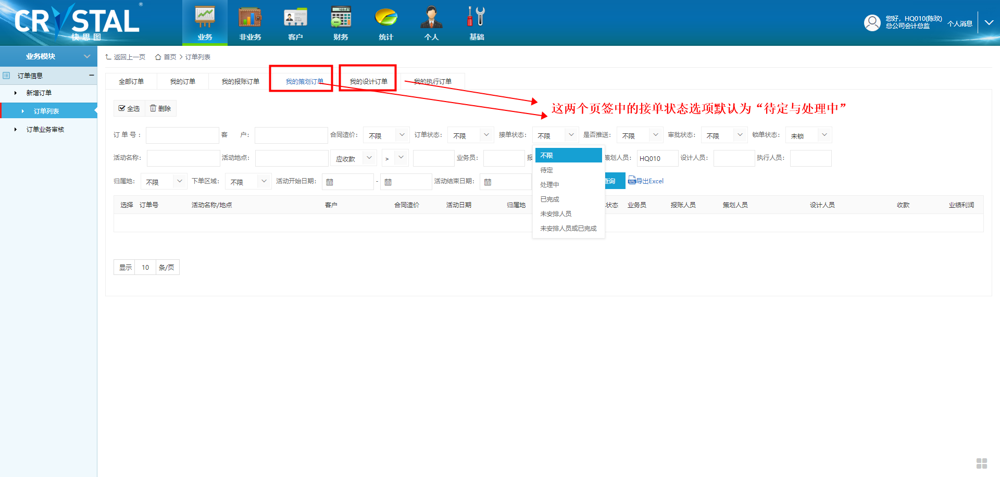 CRYSTAL
®
快思图
业务
非业务
客户
财务
统计
个人
基础
您好，HQ010(陈玟)
总公司会计总监
个人消息
业务模块
订单信息
新增订单
订单列表
订单业务审核
返回上一页 首页 订单列表
全部订单 我的订单 我的报账订单 我的策划订单 我的设计订单 我的执行订单
这两个页签中的接单状态选项默认为“待定与处理中”
全选 删除
订 单 号： 客 户： 合同造价： 不限 订单状态： 不限 接单状态： 不限 是否推送： 不限 审批状态： 不限 锁单状态： 未锁
活动名称： 活动地点： 应收款 > 业务员： 报 策划人员： HQ010 设计人员： 执行人员：
归属地： 不限 下单区域： 不限 活动开始日期： - 活动结束日期： 查询 导出Excel
不限
待定
处理中
已完成
未安排人员
未安排人员或已完成
选择 订单号 活动名称/地点 客户 合同造价 活动日期 归属地 状态 业务员 报账人员 策划人员 设计人员 收款 业绩利润
显示 10 条/页